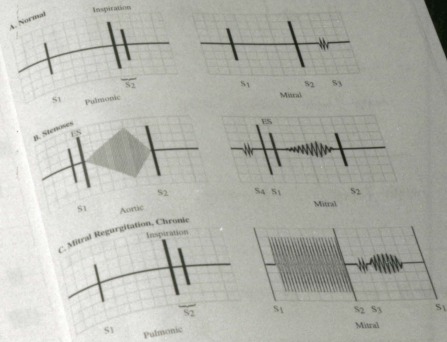 A. Normal
Inspiration
S1 S2 S1 S2 S3
Pulmonic Mitral
B. Stenoses
ES ES
S1 S2 S4 S1 S2
Aortic Mitral
C. Mitral Regurgitation, Chronic
Inspiration
S1 S2 S1 S2 S3 S1
Pulmonic Mitral